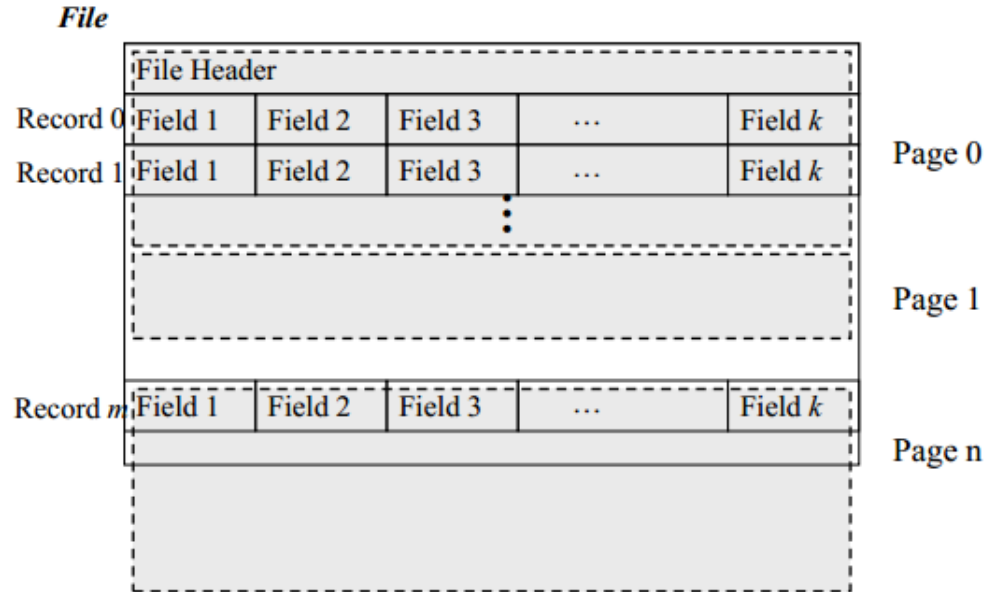 File
File Header
Record 0 Field 1 Field 2 Field 3 ... Field k
Page 0
Record 1 Field 1 Field 2 Field 3 ... Field k
Page 1
Record m Field 1 Field 2 Field 3 ... Field k
Page n